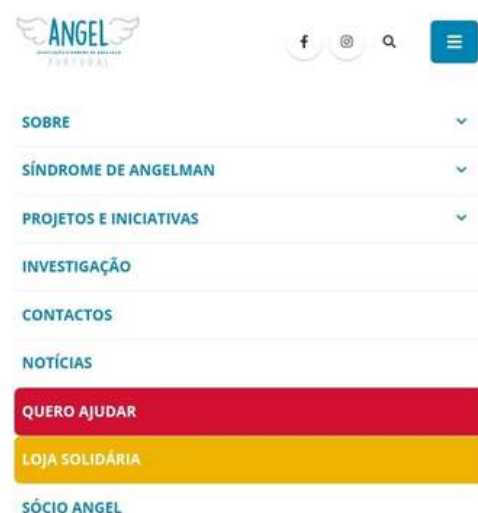 ANGEL
PORTUGAL
SOBRE
SÍNDROME DE ANGELMAN
PROJETOS E INICIATIVAS
INVESTIGAÇÃO
CONTACTOS
NOTÍCIAS
QUERO AJUDAR
LOJA SOLIDÁRIA
SÓCIO ANGEL